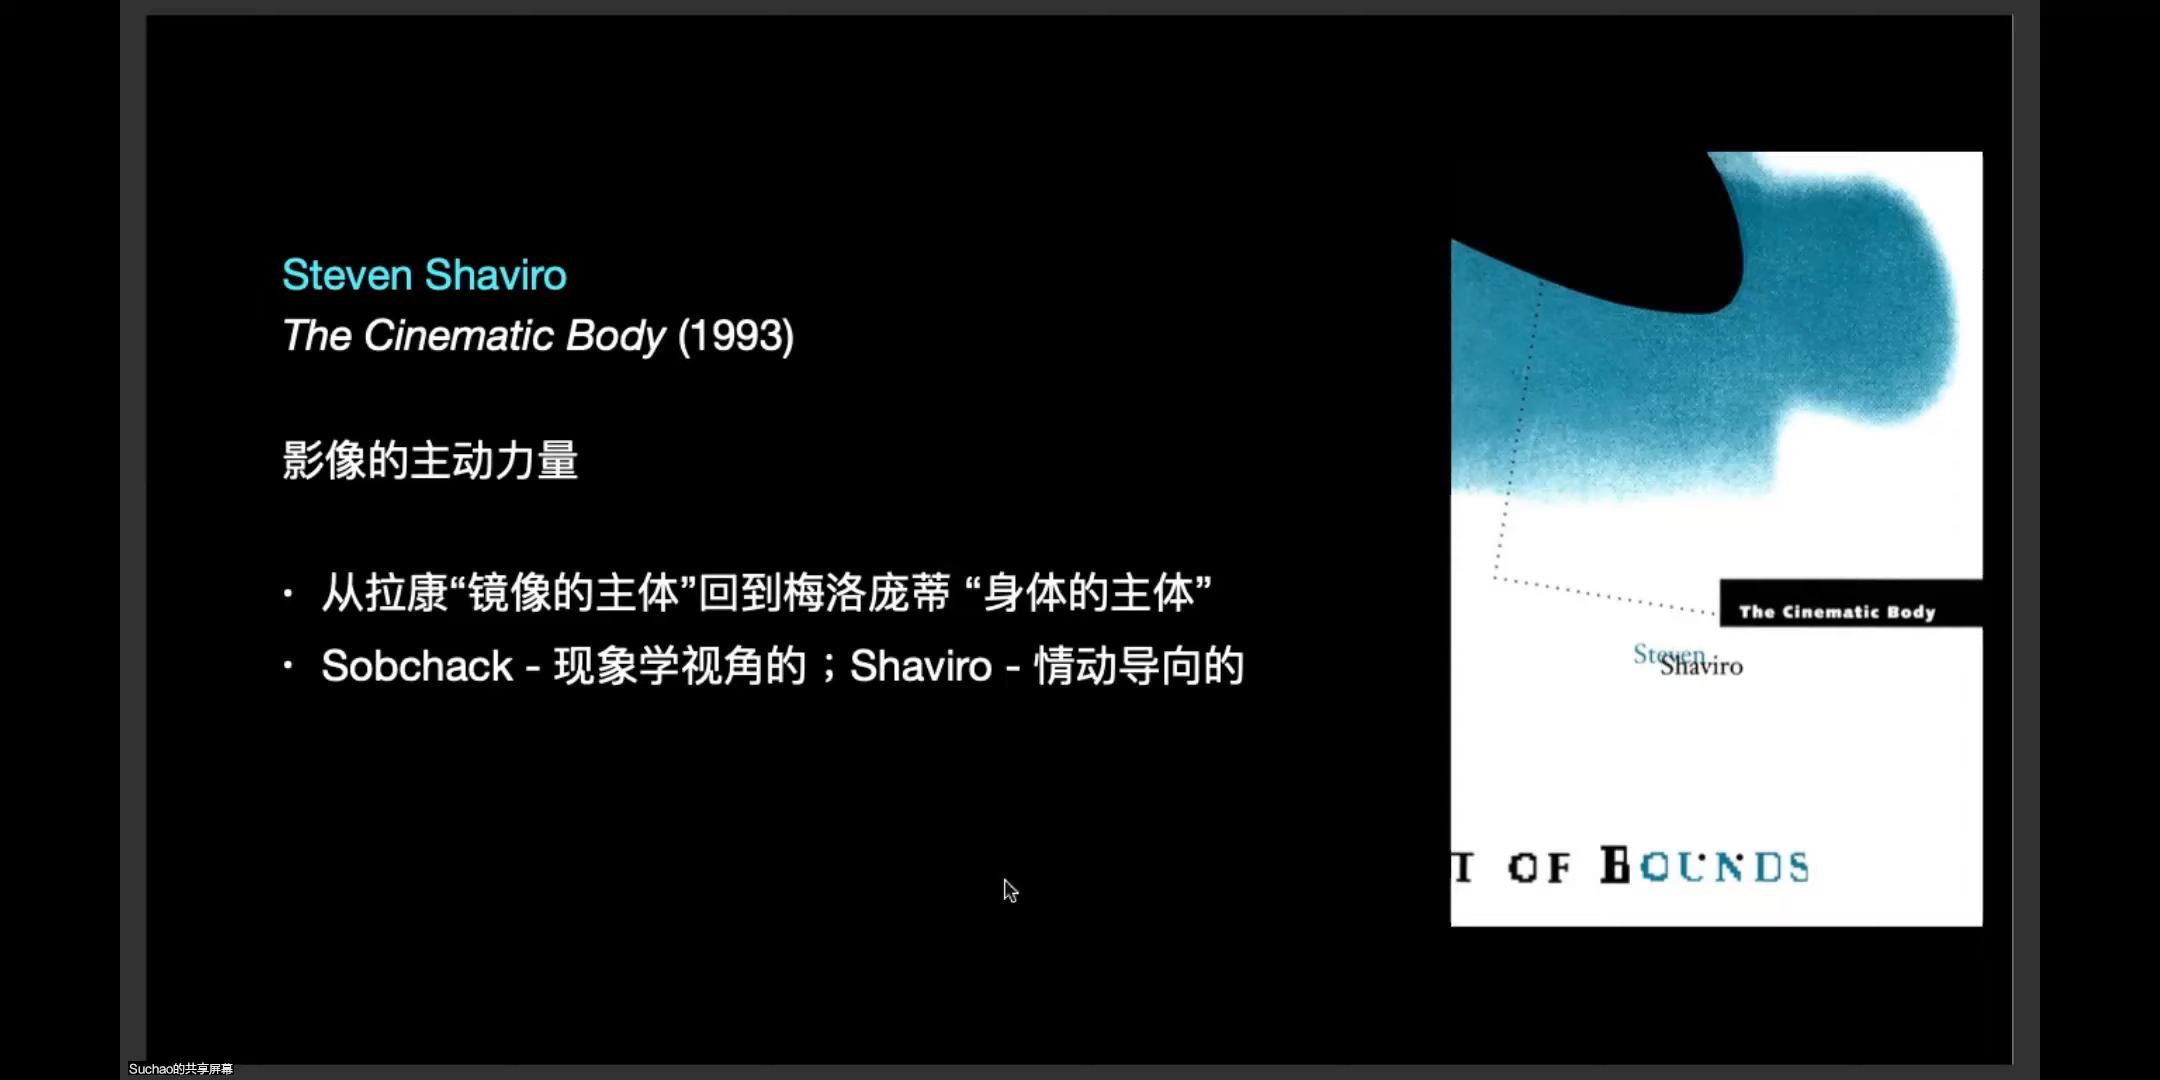 Steven Shaviro
The Cinematic Body (1993)
影像的主动力量
• 从拉康“镜像的主体”回到梅洛庞蒂 “身体的主体”
• Sobchack - 现象学视角的；Shaviro - 情动导向的
The Cinematic Body
Steven
Shaviro
T OF BOUNDS
Suchao的共享屏幕